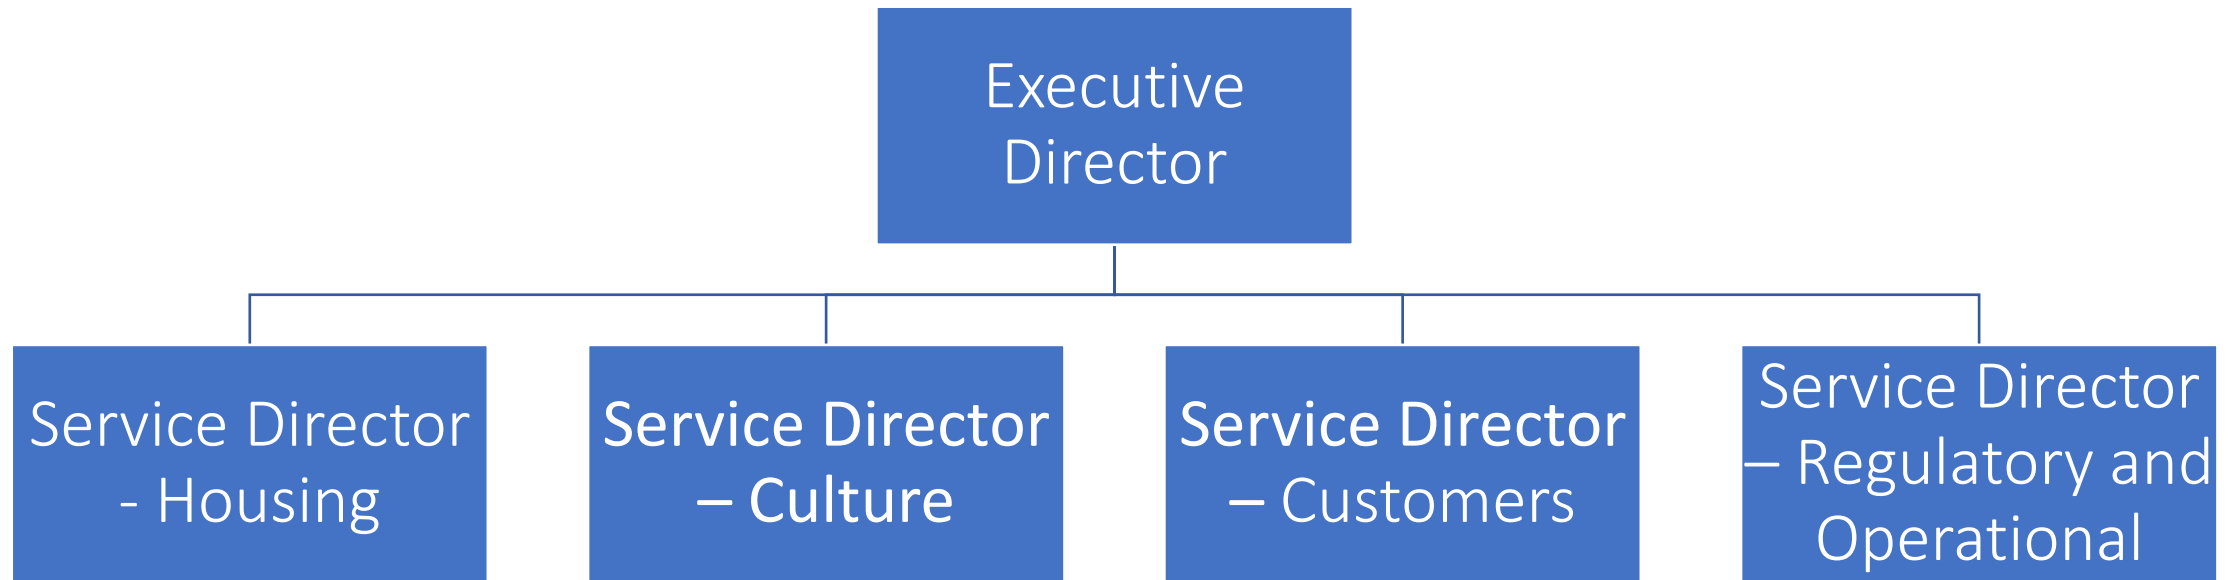 Executive
Director
Service Director
- Housing
Service Director
– Culture
Service Director
– Customers
Service Director
– Regulatory and
Operational